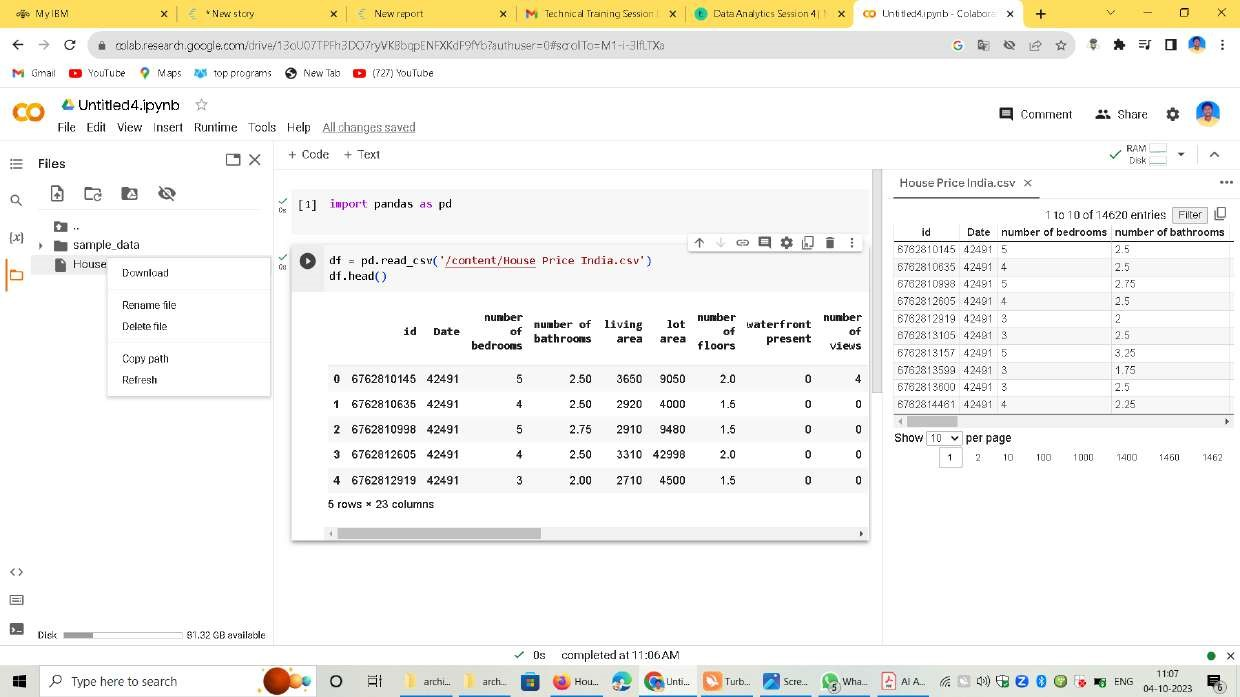 My IBM
* New story
New report
Technical Training Session
Data Analytics Session 4 |
Untitled4.ipynb - Colabora
Gmail YouTube Maps top programs New Tab (727) YouTube
Untitled4.ipynb
File Edit View Insert Runtime Tools Help All changes saved
Comment Share
Files
+ Code + Text
RAM
Disk
..
sample_data
House
Download
Rename file
Delete file
Copy path
Refresh
Disk 81.32 GB available
0s
import pandas as pd
0s
df = pd.read_csv('/content/House Price India.csv')
df.head()
id Date number of bedrooms number of bathrooms living area lot area number of floors waterfront present number of views
0 6762810145 42491 5 2.50 3650 9050 2.0 0 4
1 6762810635 42491 4 2.50 2920 4000 1.5 0 0
2 6762810998 42491 5 2.75 2910 9480 1.5 0 0
3 6762812605 42491 4 2.50 3310 42998 2.0 0 0
4 6762812919 42491 3 2.00 2710 4500 1.5 0 0
5 rows × 23 columns
House Price India.csv
1 to 10 of 14620 entries Filter
id Date number of bedrooms number of bathrooms
6762810145 42491 5 2.5
6762810635 42491 4 2.5
6762810998 42491 5 2.75
6762812605 42491 4 2.5
6762812919 42491 3 2
6762813105 42491 3 2.5
6762813157 42491 5 3.25
6762813599 42491 3 1.75
6762813600 42491 3 2.5
6762814461 42491 4 2.25
Show 10 per page
1 2 10 100 1000 1400 1460 1462
0s completed at 11:06 AM
Type here to search
archi... arch... Hou... Unti... Turb... Scre... Wha... AI A...
5
ENG
11:07
04-10-2023
6